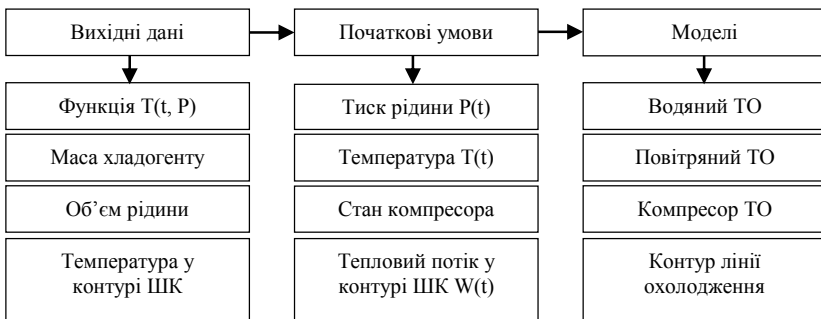 Вихідні дані
Початкові умови
Моделі
Функція T(t, P)
Тиск рідини P(t)
Водяний ТО
Маса хладогенту
Температура T(t)
Повітряний ТО
Об’єм рідини
Стан компресора
Компресор ТО
Температура у
контурі ШК
Тепловий потік у
контурі ШК W(t)
Контур лінії
охолодження